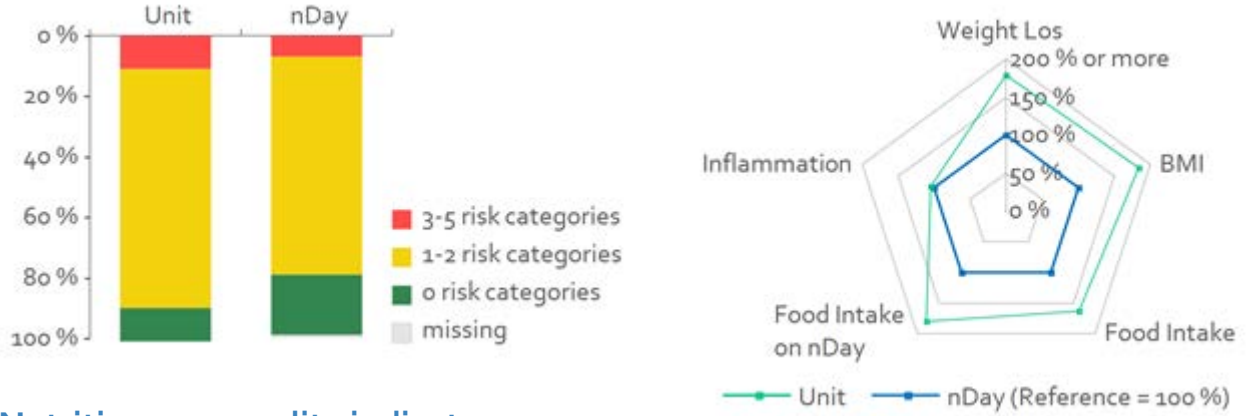 Unit nDay
0 %
20 %
40 %
60 %
80 %
100 %
3-5 risk categories
1-2 risk categories
0 risk categories
missing
Weight Los
200 % or more
150 %
100 %
50 %
0 %
Inflammation
BMI
Food Intake
on nDay
Food Intake
Unit nDay (Reference = 100 %)